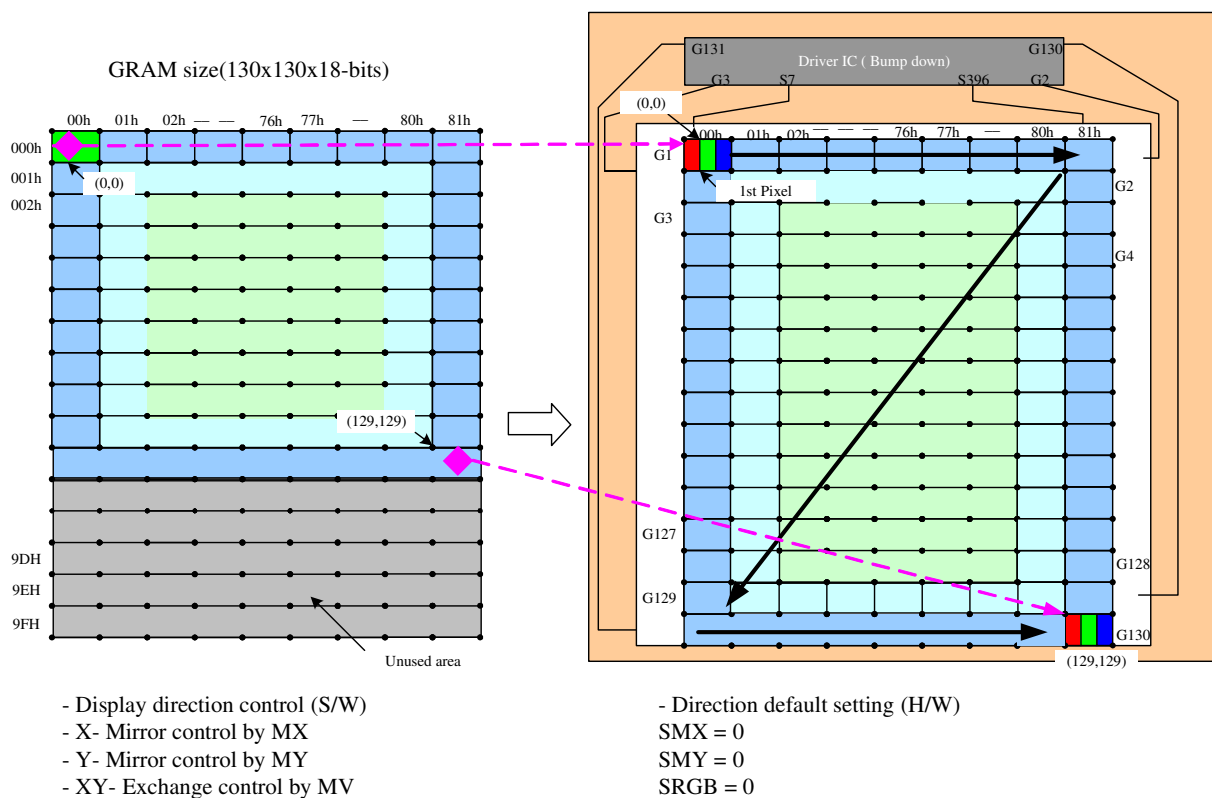 GRAM size(130x130x18-bits)
00h 01h 02h — — 76h 77h — 80h 81h
000h
001h
002h
(0,0)
(129,129)
9DH
9EH
9FH
Unused area
G131 G130
Driver IC ( Bump down)
G3 S7 S396 G2
(0,0)
00h 01h 02h — — — 76h 77h — 80h 81h
G1
1st Pixel
G2
G3
G4
G127
G128
G129
G130
(129,129)
- Display direction control (S/W)
- X- Mirror control by MX
- Y- Mirror control by MY
- XY- Exchange control by MV
- Direction default setting (H/W)
SMX = 0
SMY = 0
SRGB = 0